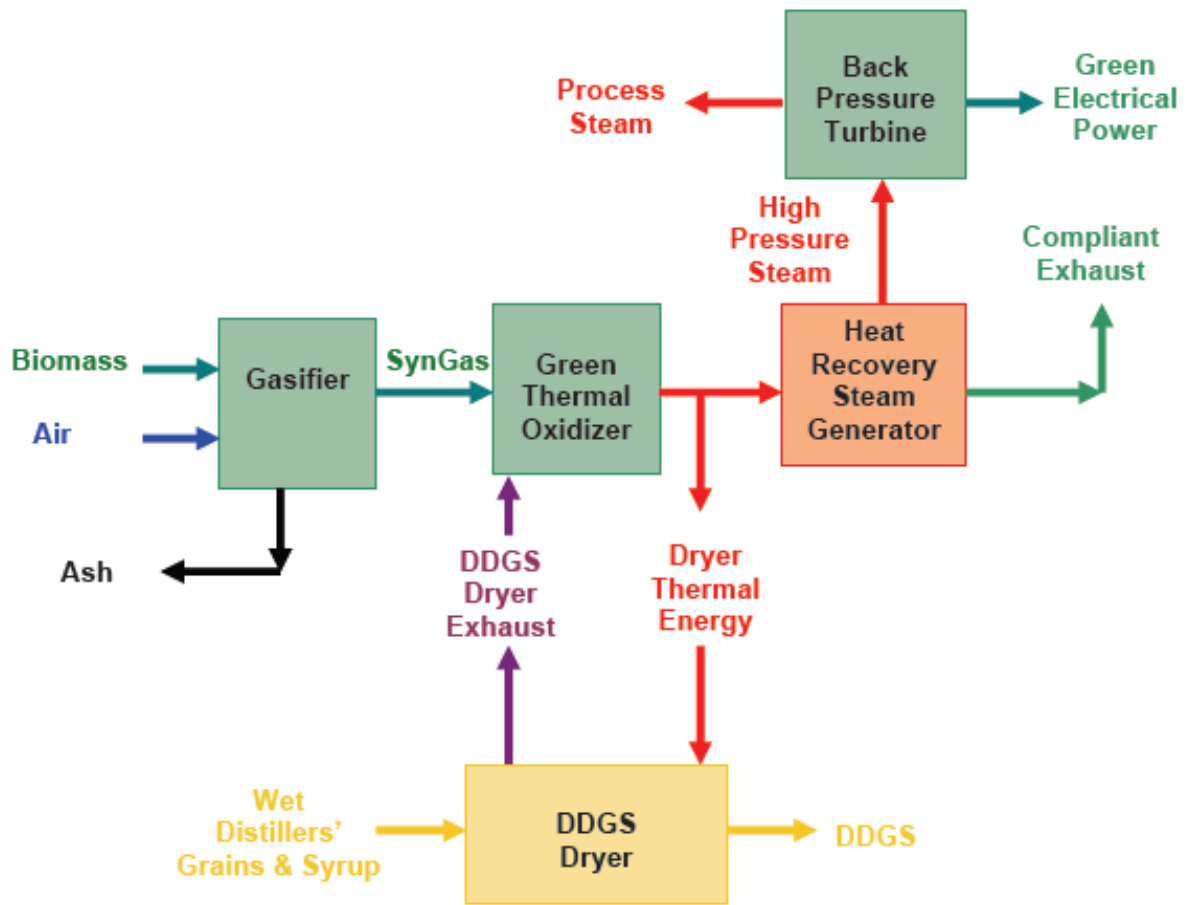 Back
Pressure
Turbine
Process
Steam
Green
Electrical
Power
High
Pressure
Steam
Compliant
Exhaust
Biomass
Air
Gasifier
SynGas
Green
Thermal
Oxidizer
Heat
Recovery
Steam
Generator
Ash
DDGS
Dryer
Exhaust
Dryer
Thermal
Energy
Wet
Distillers’
Grains & Syrup
DDGS
Dryer
DDGS